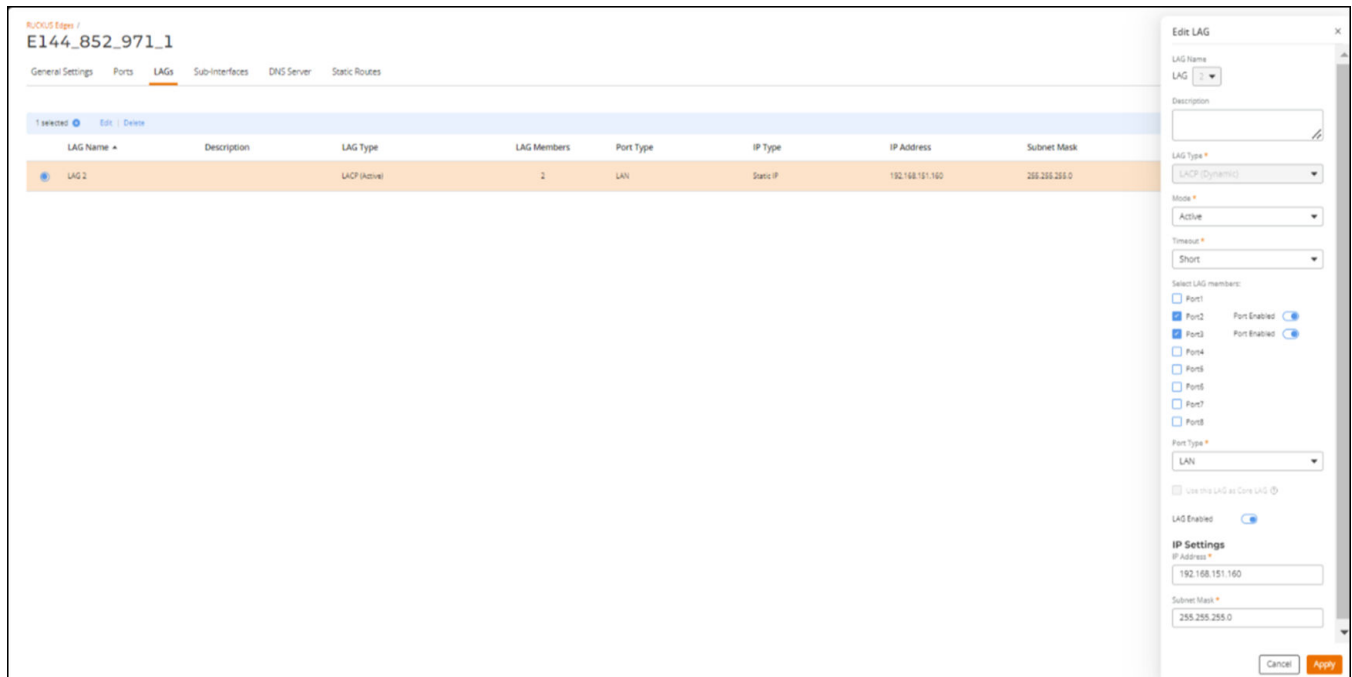 RUCKUS Edges /
E144_852_971_1
General Settings Ports LAGs Sub-Interfaces DNS Server Static Routes
1 selected Edit | Delete
LAG Name Description LAG Type LAG Members Port Type IP Type IP Address Subnet Mask
LAG 2 LACP (Active) 2 LAN Static IP 192.168.151.160 255.255.255.0
Edit LAG
LAG Name
LAG 2
Description
LAG Type *
LACP (Dynamic)
Mode *
Active
Timeout *
Short
Select LAG members:
Port1
Port2 Port Enabled
Port3 Port Enabled
Port4
Port5
Port6
Port7
Port8
Port Type *
LAN
Use this LAG as Core LAG
LAG Enabled
IP Settings
IP Address *
192.168.151.160
Subnet Mask *
255.255.255.0
Cancel Apply